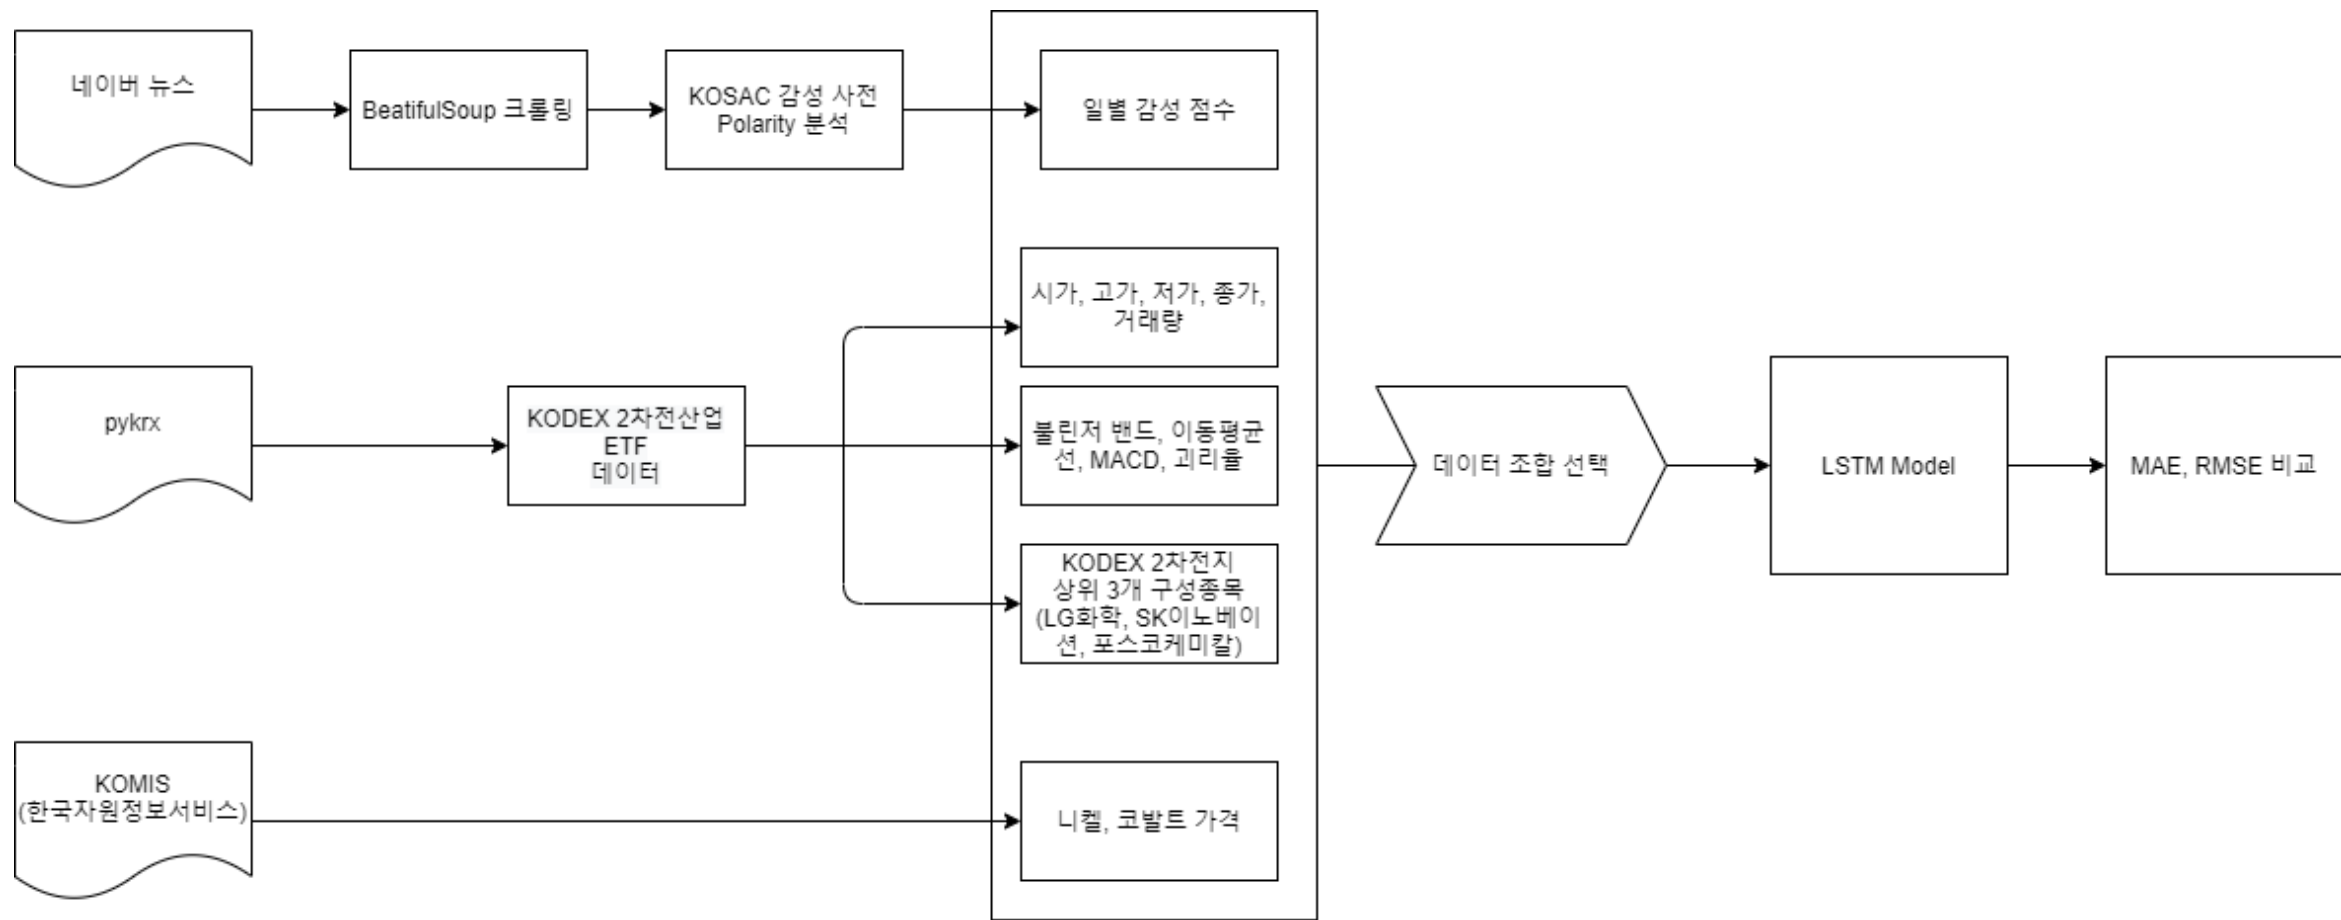 네이버 뉴스
BeatifulSoup 크롤링
KOSAC 감성 사전
Polarity 분석
일별 감성 점수
시가, 고가, 저가, 종가,
거래량
pykrx
KODEX 2차전산업
ETF
데이터
불린저 밴드, 이동평균
선, MACD, 괴리율
KODEX 2차전지
상위 3개 구성종목
(LG화학, SK이노베이
션, 포스코케미칼)
KOMIS
(한국자원정보서비스)
니켈, 코발트 가격
데이터 조합 선택
LSTM Model
MAE, RMSE 비교